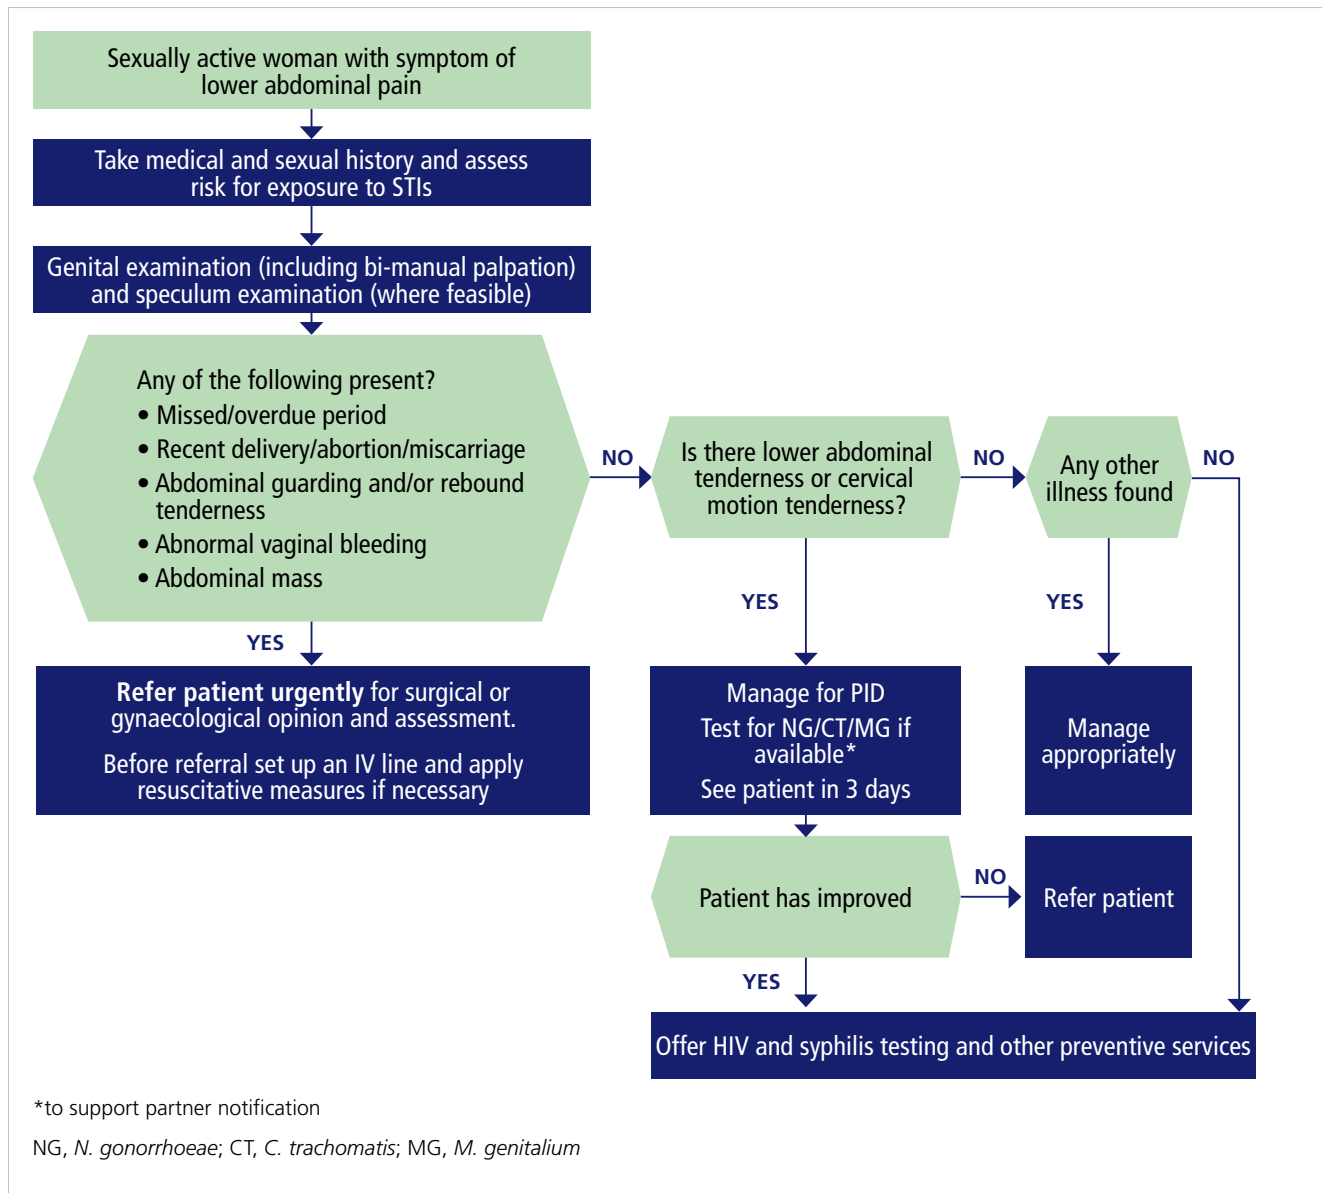 Sexually active woman with symptom of
lower abdominal pain
Take medical and sexual history and assess
risk for exposure to STIs
Genital examination (including bi-manual palpation)
and speculum examination (where feasible)
Any of the following present?
• Missed/overdue period
• Recent delivery/abortion/miscarriage
• Abdominal guarding and/or rebound
tenderness
• Abnormal vaginal bleeding
• Abdominal mass
NO
Is there lower abdominal
tenderness or cervical
motion tenderness?
NO
Any other
illness found
NO
YES
YES
YES
Refer patient urgently for surgical or
gynaecological opinion and assessment.
Before referral set up an IV line and apply
resuscitative measures if necessary
Manage for PID
Test for NG/CT/MG if
available*
See patient in 3 days
Manage
appropriately
Patient has improved
NO
Refer patient
YES
Offer HIV and syphilis testing and other preventive services
*to support partner notification
NG, N. gonorrhoeae; CT, C. trachomatis; MG, M. genitalium